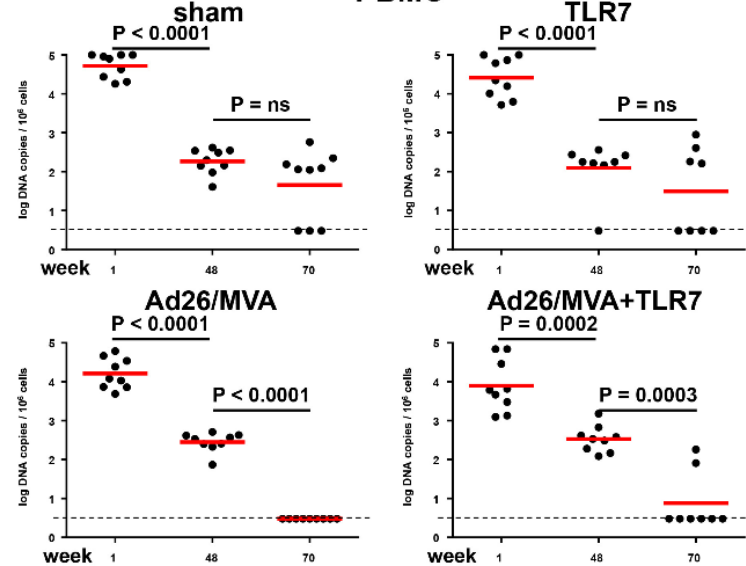 sham
TLR7
P < 0.0001
P = ns
log DNA copies / 10⁶ cells
5
4
3
2
1
0
week
1
48
70
P < 0.0001
P = ns
log DNA copies / 10⁶ cells
5
4
3
2
1
0
week
1
48
70
Ad26/MVA
P < 0.0001
P < 0.0001
log DNA copies / 10⁶ cells
5
4
3
2
1
0
week
1
48
70
Ad26/MVA+TLR7
P = 0.0002
P = 0.0003
log DNA copies / 10⁶ cells
5
4
3
2
1
0
week
1
48
70